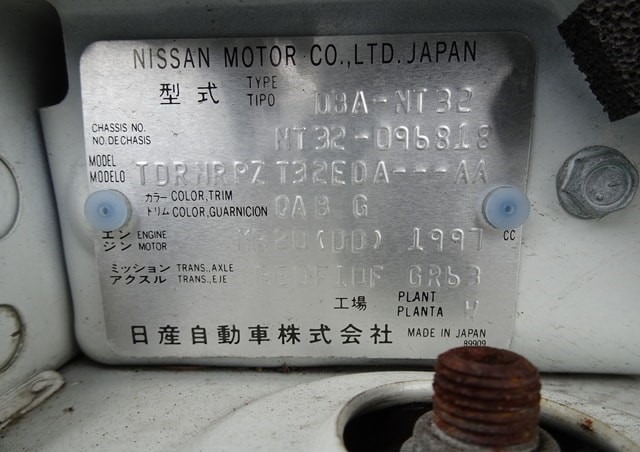 NISSAN MOTOR CO.,LTD. JAPAN
型式 TYPE TIPO DBA-NT32
CHASSIS NO. NO.DE CHASIS NT32-096818
MODEL MODELO TDRNRPZ T32EDA---AA
カラー COLOR,TRIM トリム COLOR,GUARNICION QAB G
エンジン ENGINE MOTOR MR20(DD) 1997 CC
ミッション TRANS.,AXLE アクスル TRANS.,EJE GR63
工場 PLANT PLANTA W
日産自動車株式会社 MADE IN JAPAN
89909